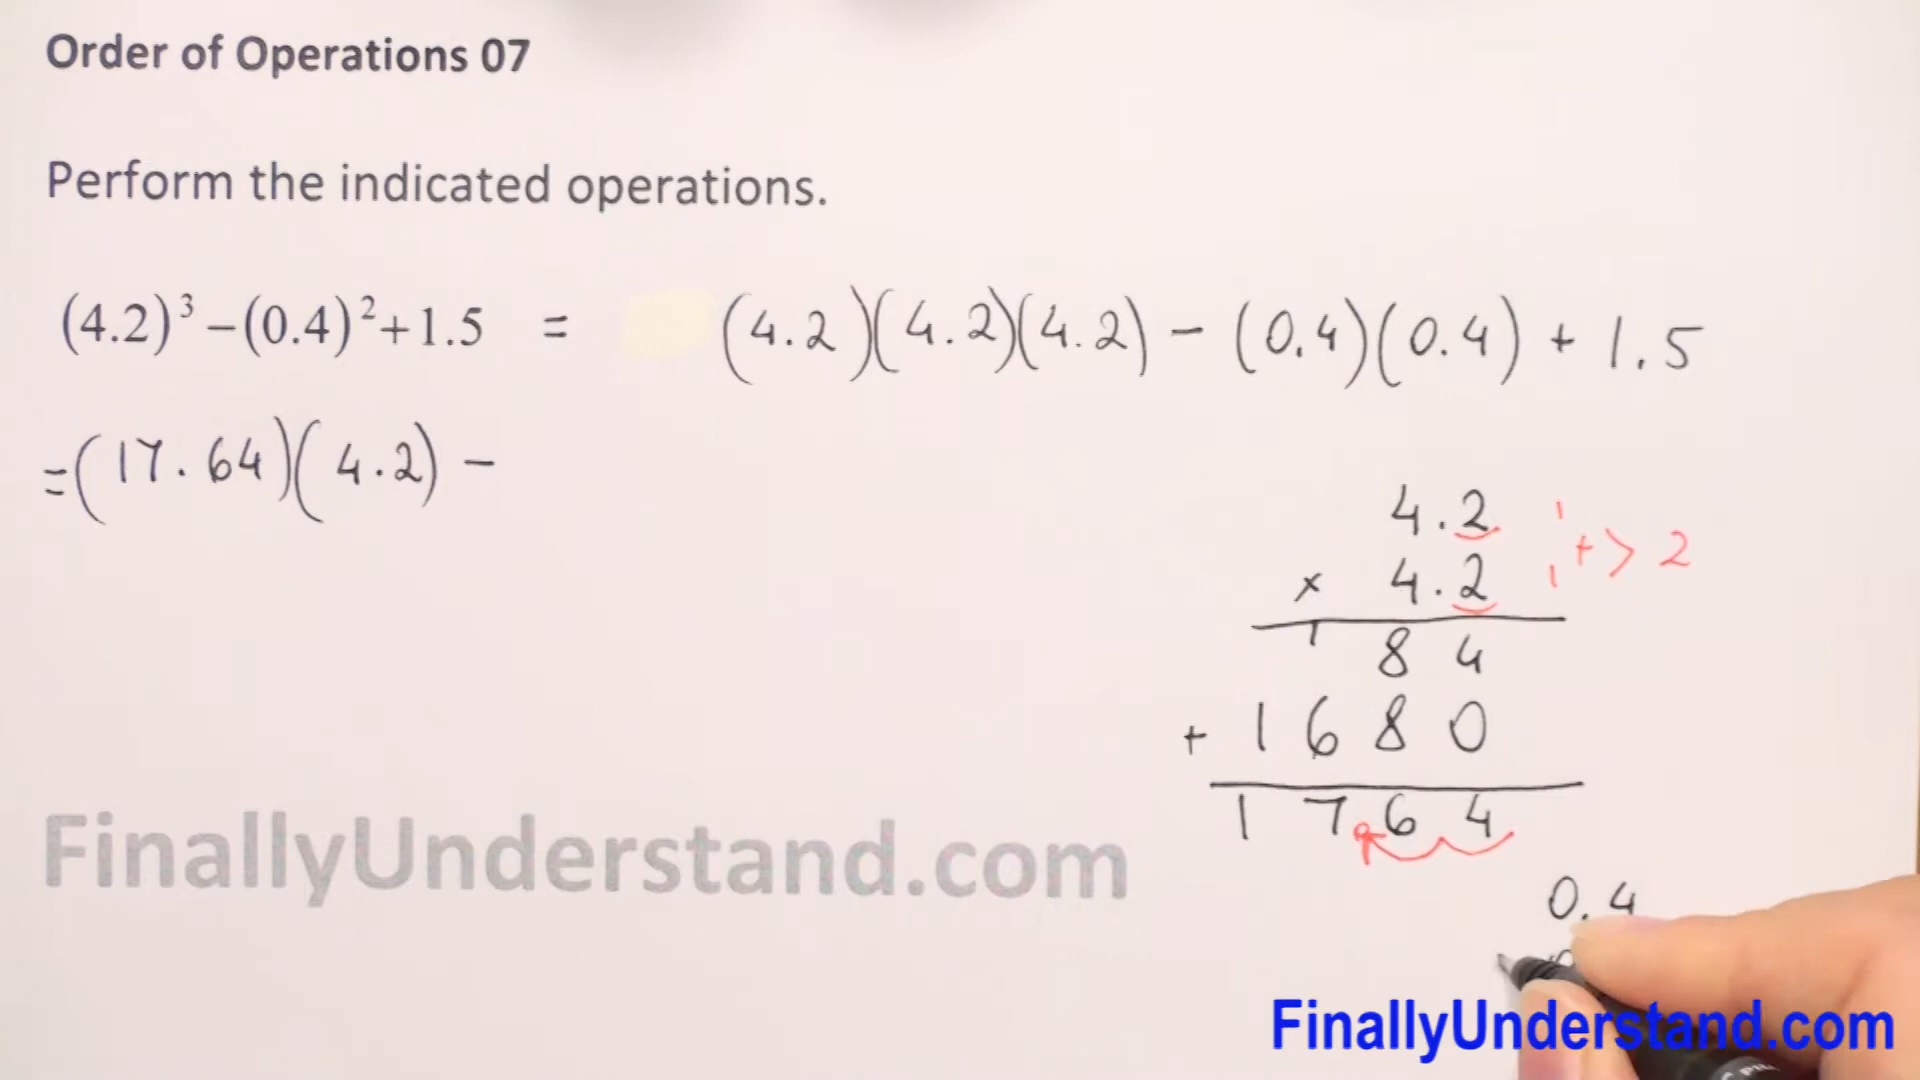 Order of Operations 07
Perform the indicated operations.
(4.2)³ −(0.4)²+1.5 = (4.2)(4.2)(4.2) − (0.4)(0.4) + 1.5
=(17.64)(4.2) −
4.2 1
+> 2
× 4.2 1
1 8 4
+ 1 6 8 0
1 7 6 4
0.4
FinallyUnderstand.com
FinallyUnderstand.com